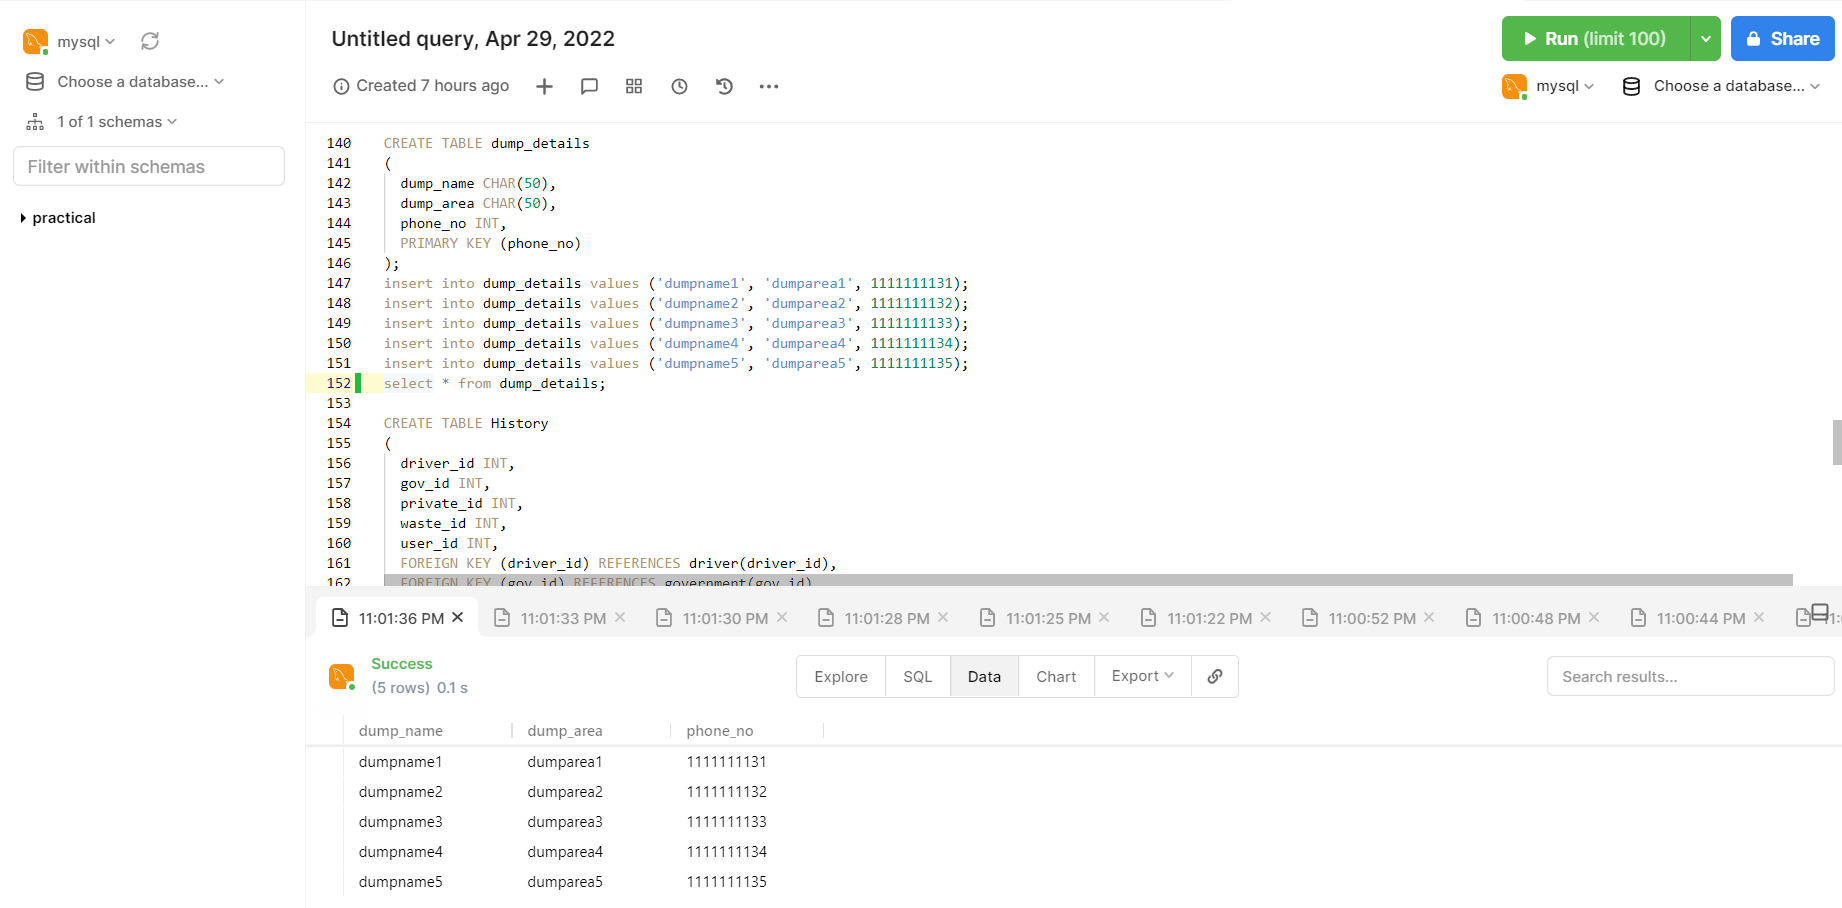 mysql
Choose a database...
1 of 1 schemas
Filter within schemas
practical
Untitled query, Apr 29, 2022
Created 7 hours ago
Run (limit 100)
Share
mysql
Choose a database...
140 CREATE TABLE dump_details
141 (
142 dump_name CHAR(50),
143 dump_area CHAR(50),
144 phone_no INT,
145 PRIMARY KEY (phone_no)
146 );
147 insert into dump_details values ('dumpname1', 'dumparea1', 1111111131);
148 insert into dump_details values ('dumpname2', 'dumparea2', 1111111132);
149 insert into dump_details values ('dumpname3', 'dumparea3', 1111111133);
150 insert into dump_details values ('dumpname4', 'dumparea4', 1111111134);
151 insert into dump_details values ('dumpname5', 'dumparea5', 1111111135);
152 select * from dump_details;
153
154 CREATE TABLE History
155 (
156 driver_id INT,
157 gov_id INT,
158 private_id INT,
159 waste_id INT,
160 user_id INT,
161 FOREIGN KEY (driver_id) REFERENCES driver(driver_id),
162 FOREIGN KEY (gov_id) REFERENCES government(gov_id)
11:01:36 PM 11:01:33 PM 11:01:30 PM 11:01:28 PM 11:01:25 PM 11:01:22 PM 11:00:52 PM 11:00:48 PM 11:00:44 PM
Success
(5 rows) 0.1 s
Explore SQL Data Chart Export
Search results...
dump_name dump_area phone_no
dumpname1 dumparea1 1111111131
dumpname2 dumparea2 1111111132
dumpname3 dumparea3 1111111133
dumpname4 dumparea4 1111111134
dumpname5 dumparea5 1111111135